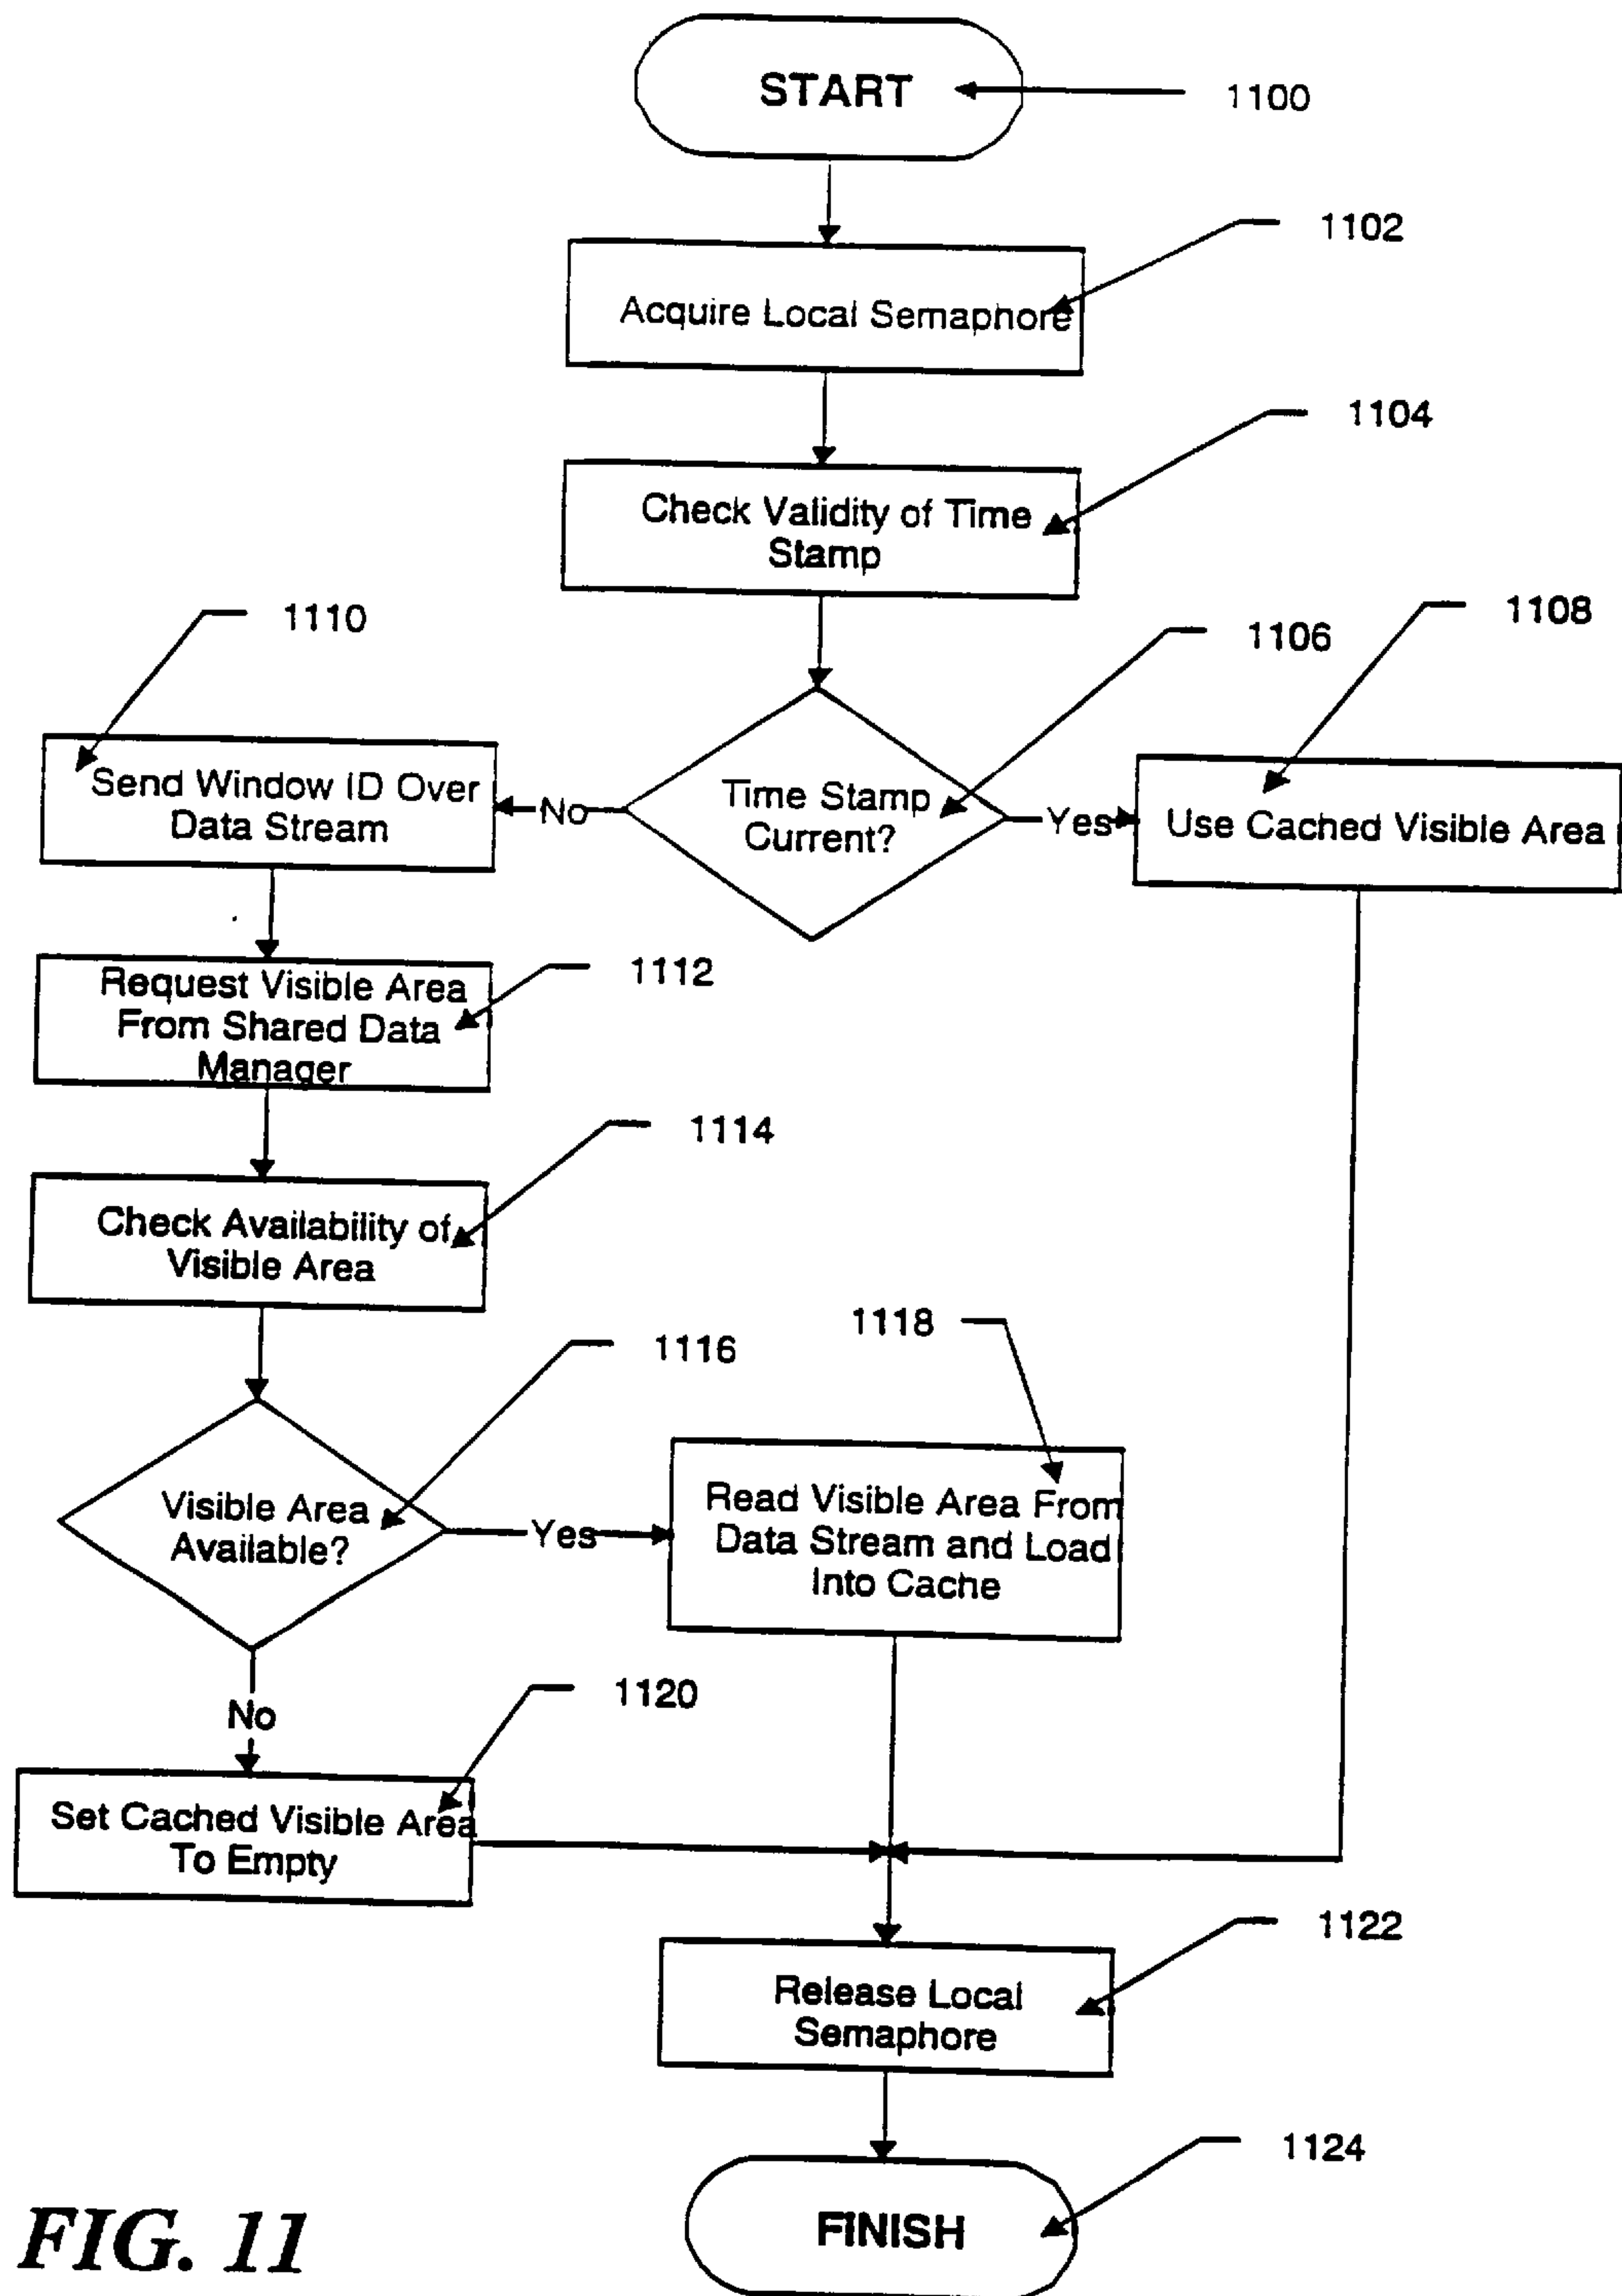 START
1100
1102
Acquire Local Semaphore
1104
Check Validity of Time
Stamp
1110
1106
1108
Send Window ID Over
Data Stream
No
Time Stamp
Current?
Yes
Use Cached Visible Area
1112
Request Visible Area
From Shared Data
Manager
1114
Check Availability of
Visible Area
1116
1118
Visible Area
Available?
Yes
Read Visible Area From
Data Stream and Load
Into Cache
No
1120
Set Cached Visible Area
To Empty
1122
Release Local
Semaphore
1124
FINISH
FIG. 11